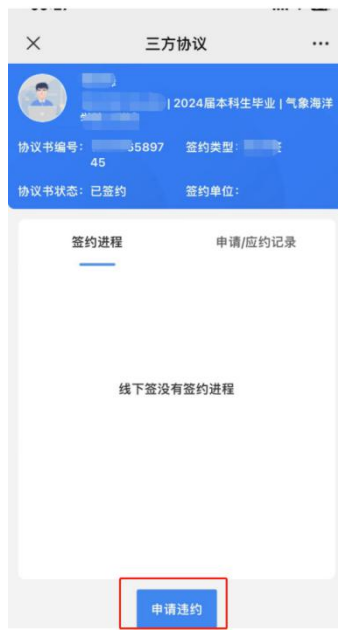 三方协议
| 2024届本科生毕业 | 气象海洋
协议书编号: 55897
45
签约类型:
协议书状态: 已签约
签约单位:
签约进程
申请/应约记录
线下签没有签约进程
申请违约